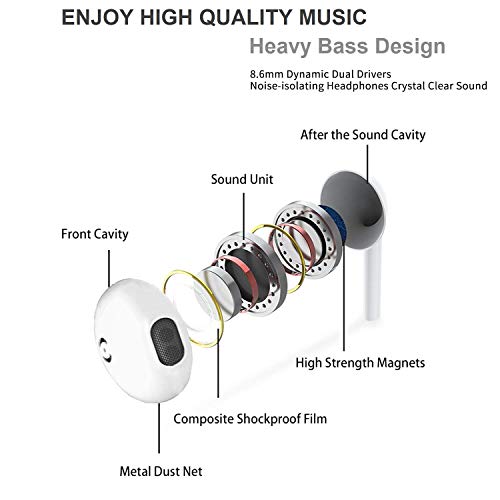 ENJOY HIGH QUALITY MUSIC
Heavy Bass Design
8.6mm Dynamic Dual Drivers
Noise-isolating Headphones Crystal Clear Sound
After the Sound Cavity
Sound Unit
Front Cavity
High Strength Magnets
Composite Shockproof Film
Metal Dust Net